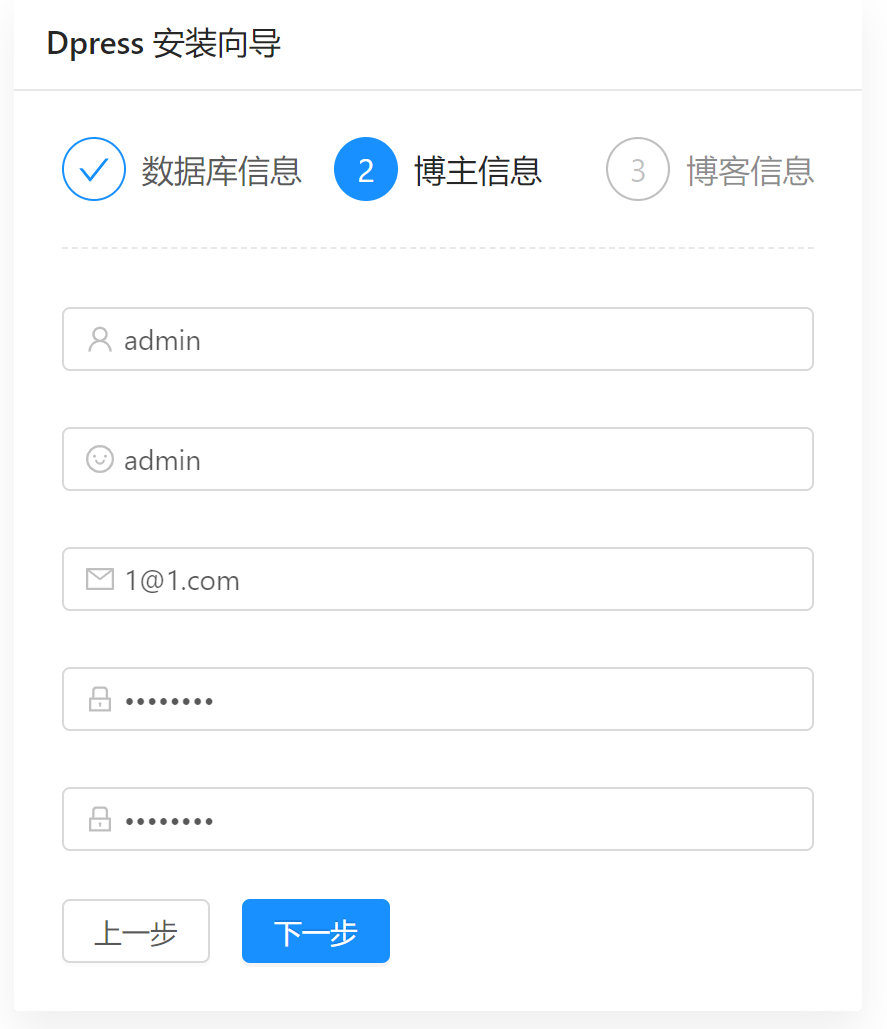 Dpress 安装向导
数据库信息 2 博主信息 3 博客信息
admin
admin
1@1.com
••••••••
••••••••
上一步 下一步